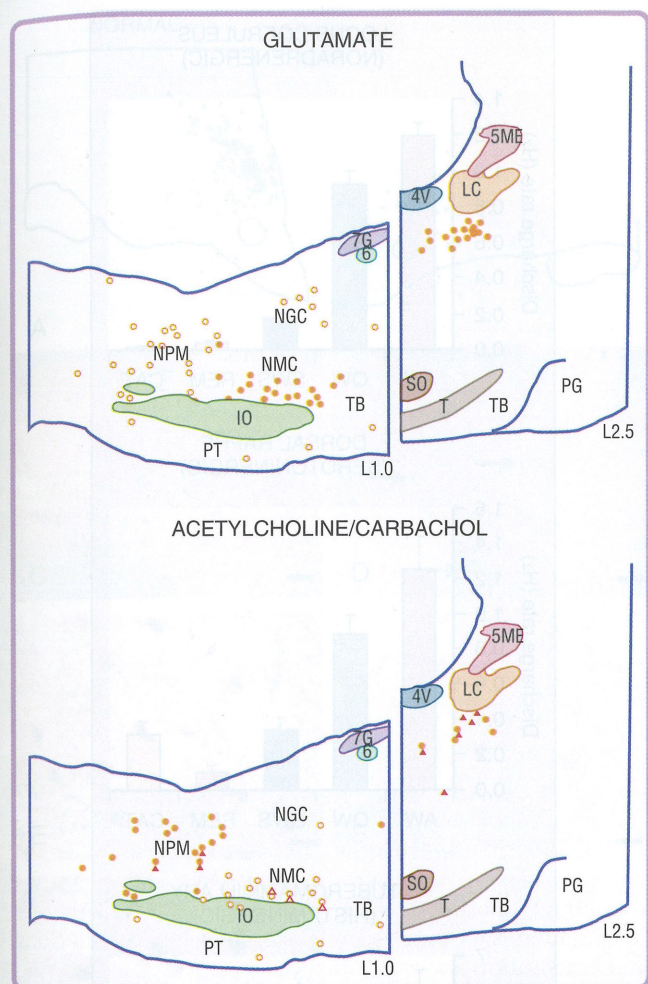 GLUTAMATE
5ME
LC
4V
7G
6
NGC
NPM
NMC
TB
IO
PT
L1.0
SO
T
TB
PG
L2.5
ACETYLCHOLINE/CARBACHOL
5ME
LC
4V
7G
6
NGC
NPM
NMC
TB
IO
PT
L1.0
SO
T
TB
PG
L2.5